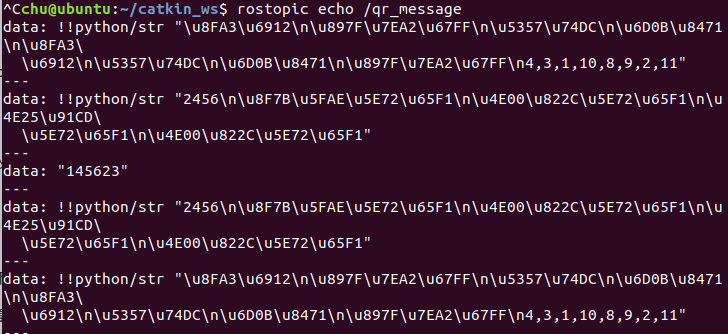 ^Cchu@ubuntu:~/catkin_ws$ rostopic echo /qr_message
data: !!python/str "\u8FA3\u6912\n\u897F\u7EA2\u67FF\n\u5357\u74DC\n\u6D0B\u8471
\n\u8FA3\
  \u6912\n\u5357\u74DC\n\u6D0B\u8471\n\u897F\u7EA2\u67FF\n4,3,1,10,8,9,2,11"
---
data: !!python/str "2456\n\u8F7B\u5FAE\u5E72\u65F1\n\u4E00\u822C\u5E72\u65F1\n\u
4E25\u91CD\
  \u5E72\u65F1\n\u4E00\u822C\u5E72\u65F1"
---
data: "145623"
---
data: !!python/str "2456\n\u8F7B\u5FAE\u5E72\u65F1\n\u4E00\u822C\u5E72\u65F1\n\u
4E25\u91CD\
  \u5E72\u65F1\n\u4E00\u822C\u5E72\u65F1"
---
data: !!python/str "\u8FA3\u6912\n\u897F\u7EA2\u67FF\n\u5357\u74DC\n\u6D0B\u8471
\n\u8FA3\
  \u6912\n\u5357\u74DC\n\u6D0B\u8471\n\u897F\u7EA2\u67FF\n4,3,1,10,8,9,2,11"
---